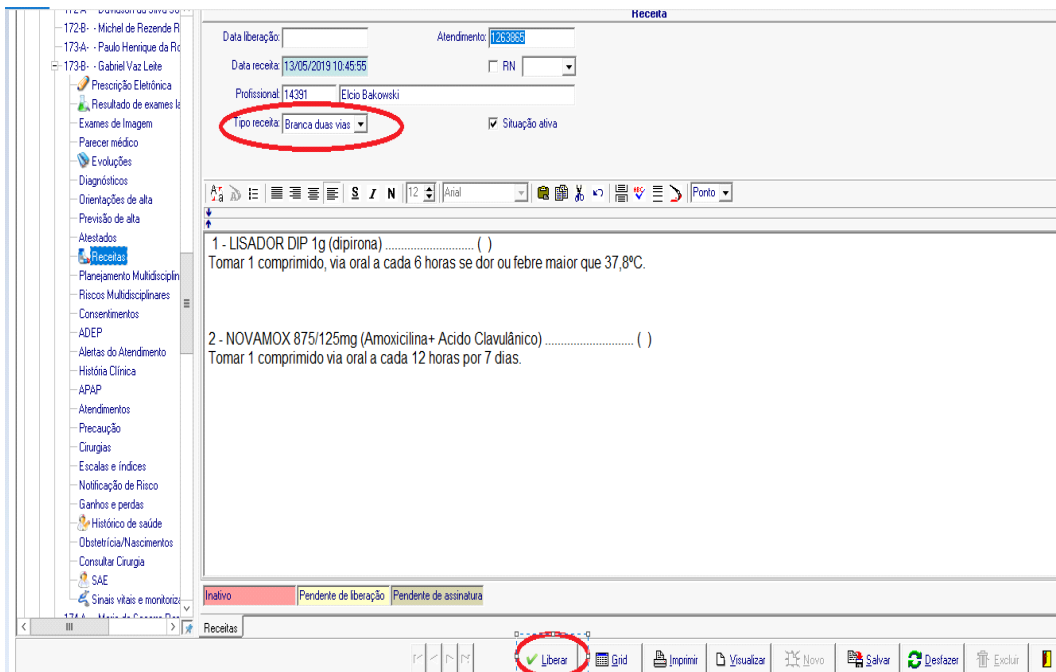 Receita
172-B- - Michel de Rezende R
173-A- - Paulo Henrique da Ro
173-B- - Gabriel Vaz Leite
Prescrição Eletrônica
Resultado de exames la
Exames de Imagem
Parecer médico
Evoluções
Diagnósticos
Orientações de alta
Previsão de alta
Atestados
Receitas
Planejamento Multidisciplin
Riscos Multidisciplinares
Consentimentos
ADEP
Alertas do Atendimento
História Clínica
APAP
Atendimentos
Precaução
Cirurgias
Escalas e índices
Notificação de Risco
Ganhos e perdas
Histórico de saúde
Obstetrícia/Nascimentos
Consultar Cirurgia
SAE
Sinais vitais e monitoriza
Data liberação: Atendimento: 1263865
Data receita: 13/05/2019 10:45:55 RN
Profissional: 14391 Elcio Bakowski
Tipo receita: Branca duas vias Situação ativa
S I N 12 Arial Ponto
1 - LISADOR DIP 1g (dipirona) ............................ ( )
Tomar 1 comprimido, via oral a cada 6 horas se dor ou febre maior que 37,8ºC.
2 - NOVAMOX 875/125mg (Amoxicilina+ Acido Clavulânico) ............................ ( )
Tomar 1 comprimido via oral a cada 12 horas por 7 dias.
Inativo Pendente de liberação Pendente de assinatura
Receitas
Liberar Grid Imprimir Visualizar Novo Salvar Desfazer Excluir